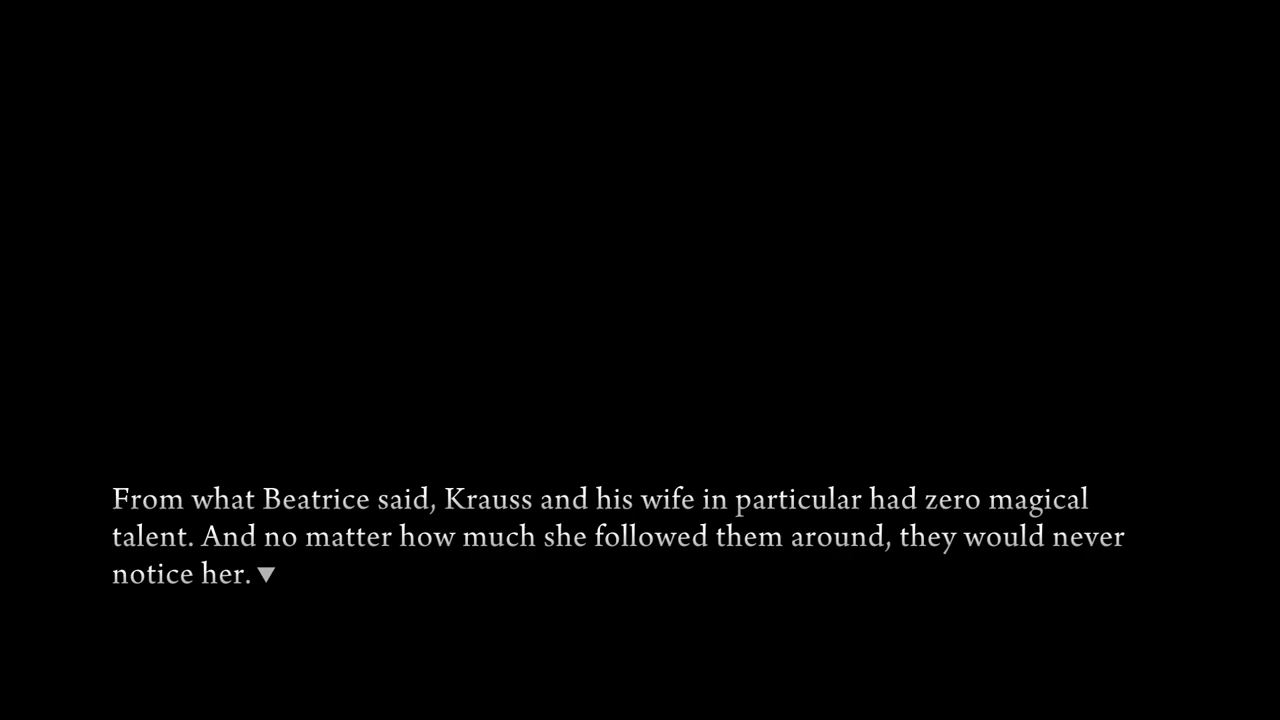 From what Beatrice said, Krauss and his wife in particular had zero magical
talent. And no matter how much she followed them around, they would never
notice her.